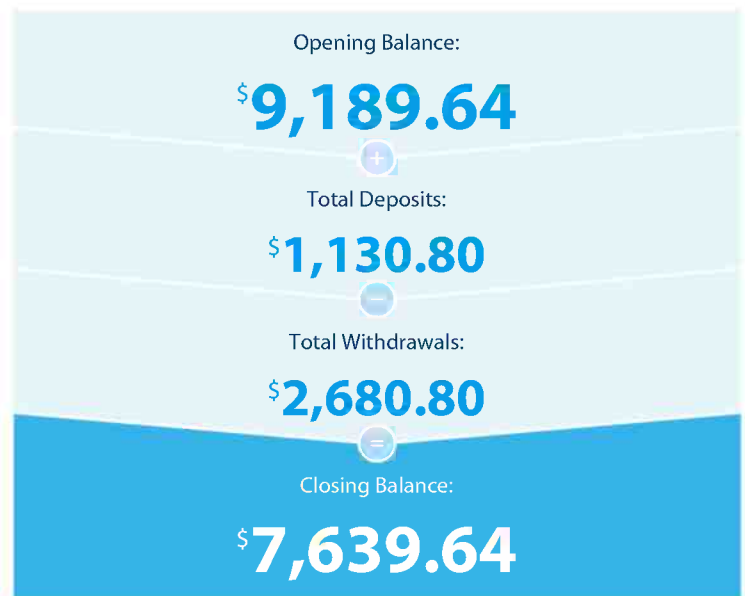 Opening Balance:
$9,189.64
+
Total Deposits:
$1,130.80
−
Total Withdrawals:
$2,680.80
=
Closing Balance:
$7,639.64